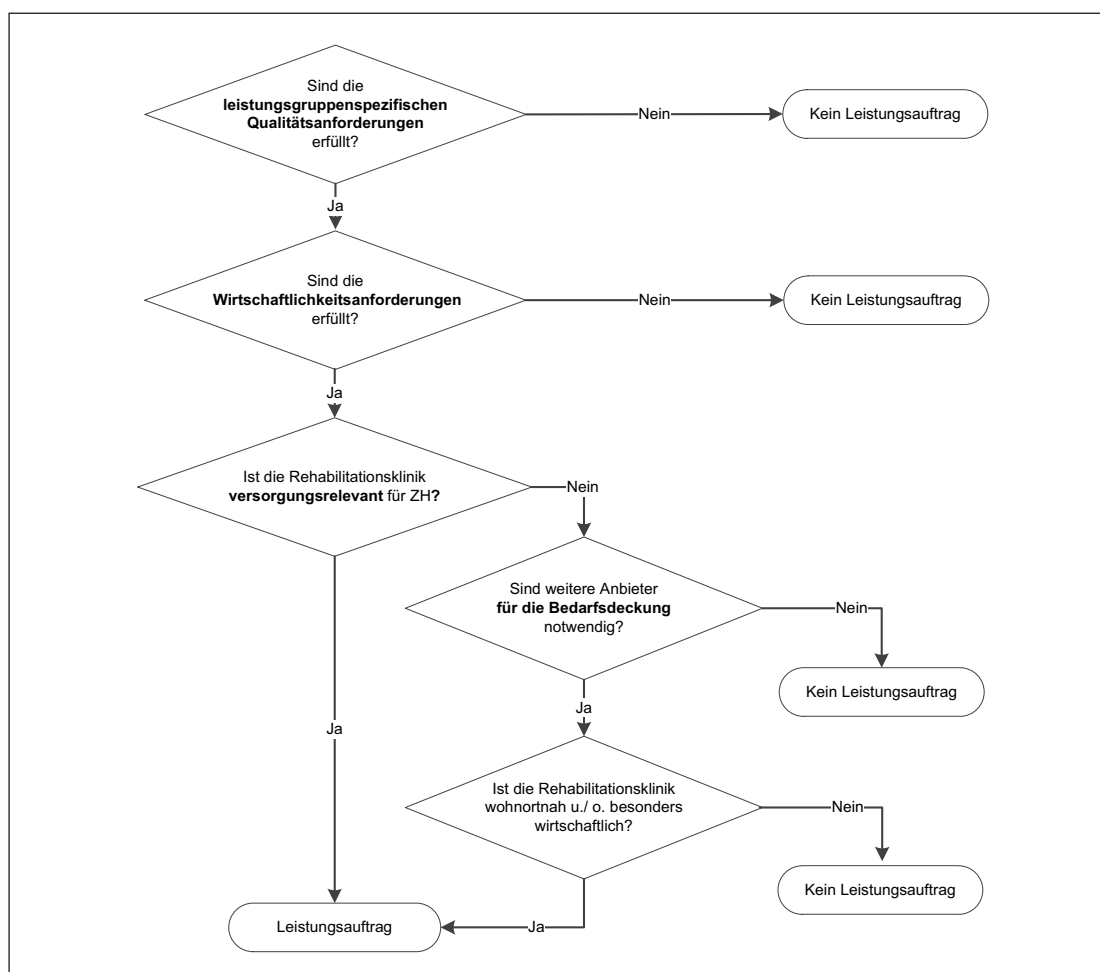 Sind die
leistungsgruppenspezifischen
Qualitätsanforderungen
erfüllt?
Nein
Kein Leistungsauftrag
Ja
Sind die
Wirtschaftlichkeitsanforderungen
erfüllt?
Nein
Kein Leistungsauftrag
Ja
Ist die Rehabilitationsklinik
versorgungsrelevant für ZH?
Nein
Sind weitere Anbieter
für die Bedarfsdeckung
notwendig?
Nein
Kein Leistungsauftrag
Ja
Ja
Ist die Rehabilitationsklinik
wohnortnah u./ o. besonders
wirtschaftlich?
Nein
Kein Leistungsauftrag
Ja
Leistungsauftrag